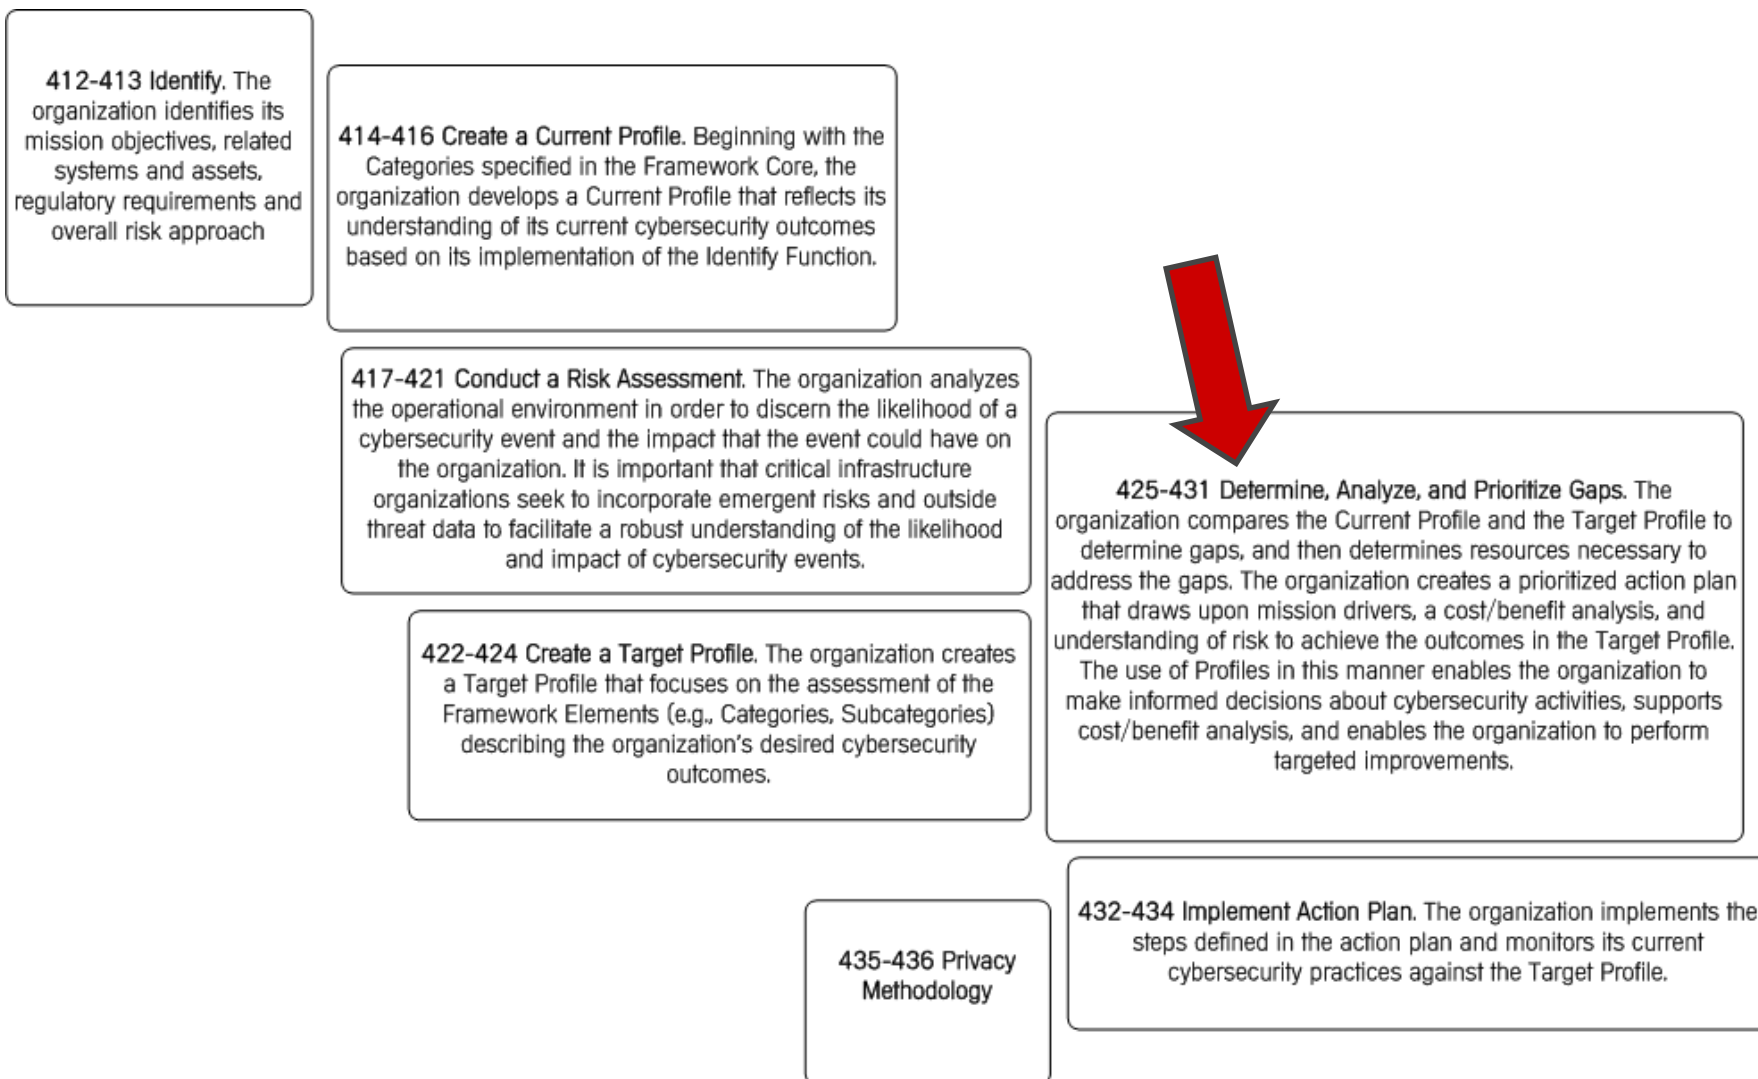 412-413 Identify. The
organization identifies its
mission objectives, related
systems and assets,
regulatory requirements and
overall risk approach
414-416 Create a Current Profile. Beginning with the
Categories specified in the Framework Core, the
organization develops a Current Profile that reflects its
understanding of its current cybersecurity outcomes
based on its implementation of the Identify Function.
417-421 Conduct a Risk Assessment. The organization analyzes
the operational environment in order to discern the likelihood of a
cybersecurity event and the impact that the event could have on
the organization. It is important that critical infrastructure
organizations seek to incorporate emergent risks and outside
threat data to facilitate a robust understanding of the likelihood
and impact of cybersecurity events.
422-424 Create a Target Profile. The organization creates
a Target Profile that focuses on the assessment of the
Framework Elements (e.g., Categories, Subcategories)
describing the organization's desired cybersecurity
outcomes.
425-431 Determine, Analyze, and Prioritize Gaps. The
organization compares the Current Profile and the Target Profile to
determine gaps, and then determines resources necessary to
address the gaps. The organization creates a prioritized action plan
that draws upon mission drivers, a cost/benefit analysis, and
understanding of risk to achieve the outcomes in the Target Profile.
The use of Profiles in this manner enables the organization to
make informed decisions about cybersecurity activities, supports
cost/benefit analysis, and enables the organization to perform
targeted improvements.
432-434 Implement Action Plan. The organization implements the
steps defined in the action plan and monitors its current
cybersecurity practices against the Target Profile.
435-436 Privacy
Methodology